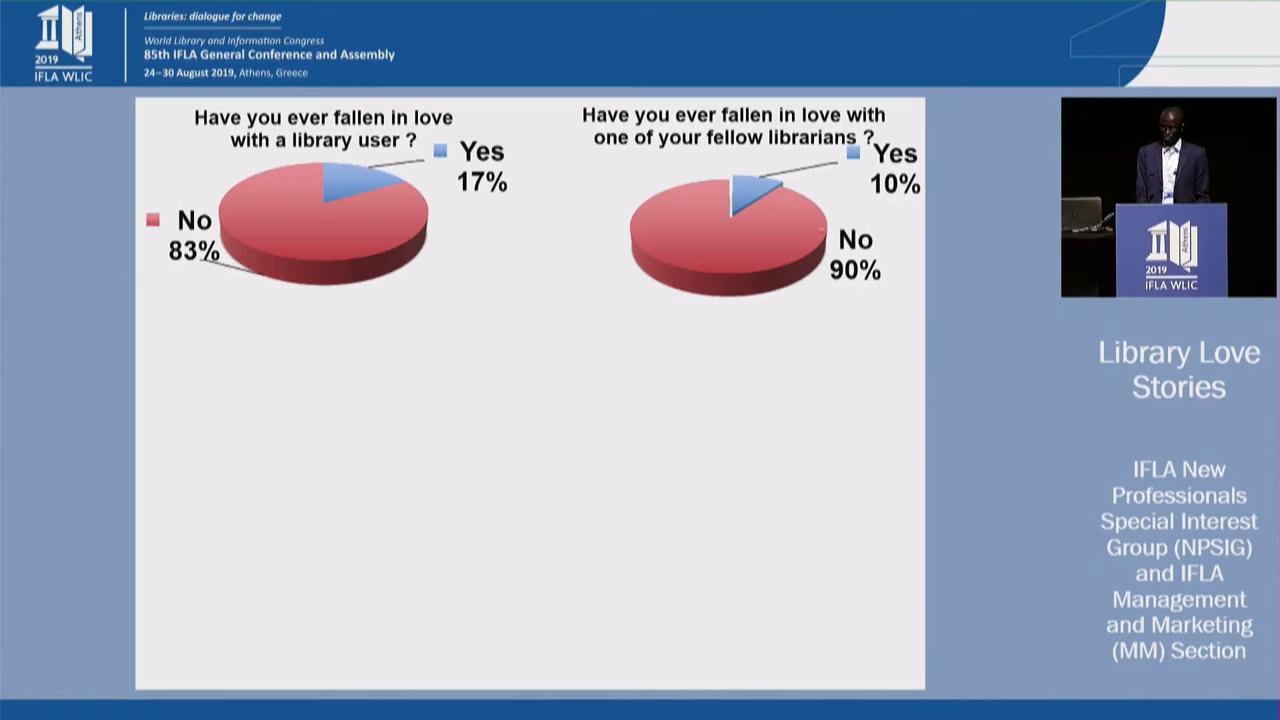 Athens
2019
IFLA WLIC
Libraries: dialogue for change
World Library and Information Congress
85th IFLA General Conference and Assembly
24–30 August 2019, Athens, Greece
Have you ever fallen in love
with a library user ?
Yes
17%
No
83%
Have you ever fallen in love with
one of your fellow librarians ?
Yes
10%
No
90%
Athens
2019
IFLA WLIC
Library Love
Stories
IFLA New
Professionals
Special Interest
Group (NPSIG)
and IFLA
Management
and Marketing
(MM) Section